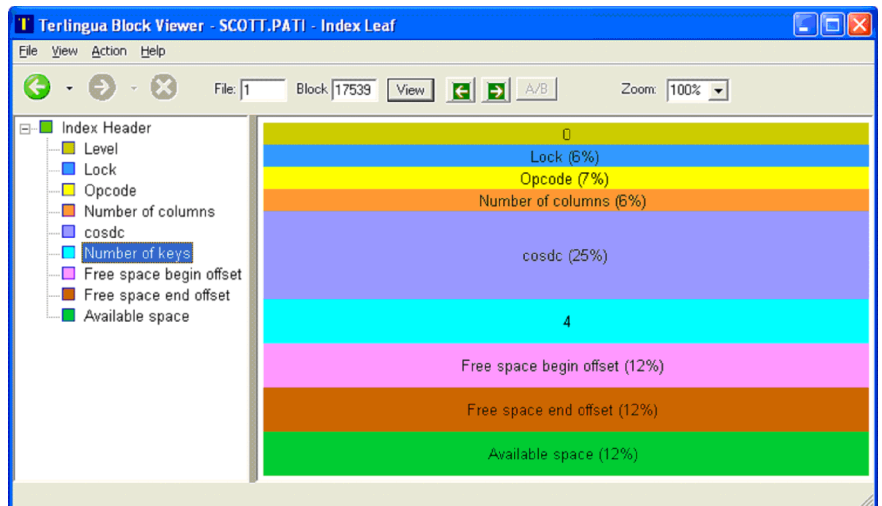 Terlingua Block Viewer - SCOTT.PATI - Index Leaf
File View Action Help
File: 1 Block 17539 View A/B Zoom: 100%
Index Header
Level
Lock
Opcode
Number of columns
cosdc
Number of keys
Free space begin offset
Free space end offset
Available space
0
Lock (6%)
Opcode (7%)
Number of columns (6%)
cosdc (25%)
4
Free space begin offset (12%)
Free space end offset (12%)
Available space (12%)